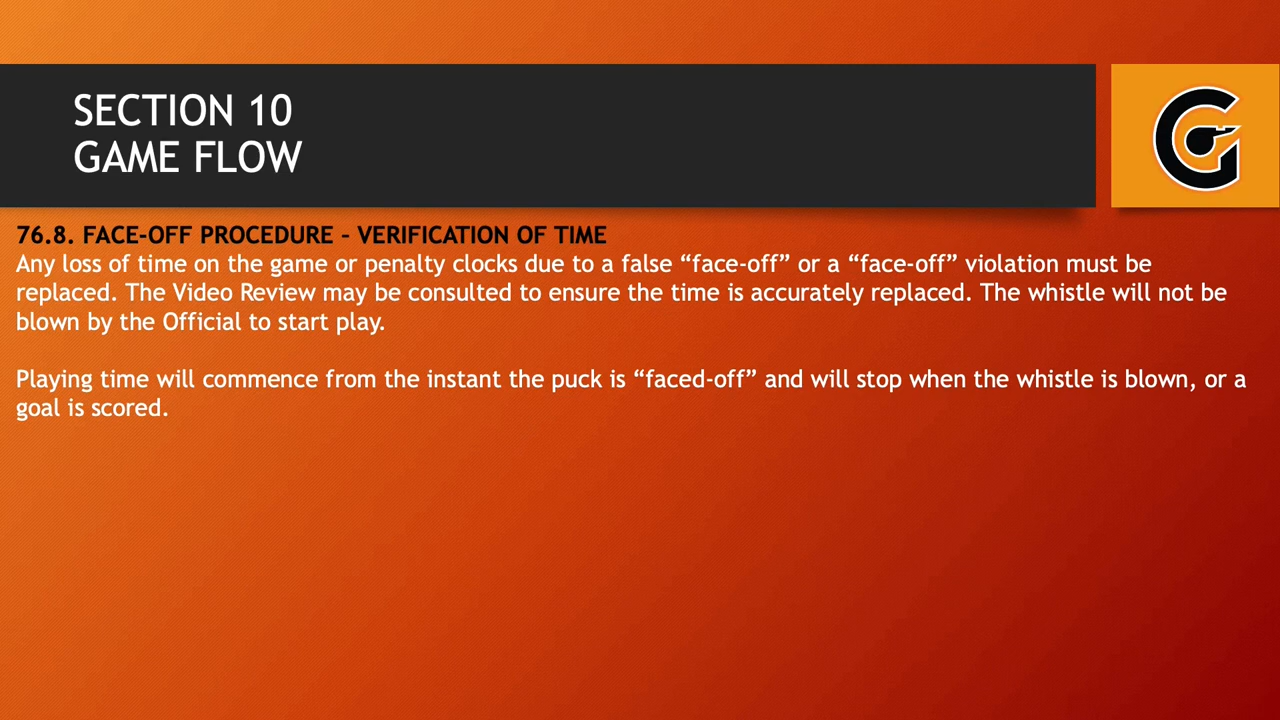 SECTION 10
GAME FLOW
76.8. FACE-OFF PROCEDURE – VERIFICATION OF TIME
Any loss of time on the game or penalty clocks due to a false “face-off” or a “face-off” violation must be
replaced. The Video Review may be consulted to ensure the time is accurately replaced. The whistle will not be
blown by the Official to start play.
Playing time will commence from the instant the puck is “faced-off” and will stop when the whistle is blown, or a
goal is scored.